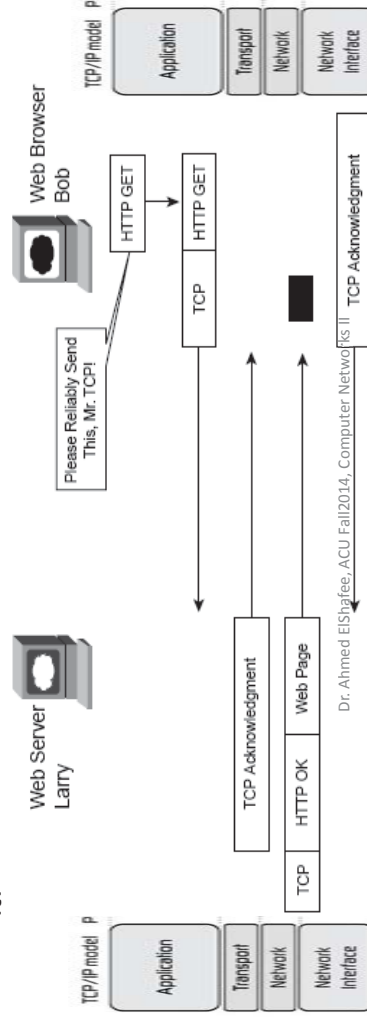 TCP/IP model P
Application
Transport
Network
Network
Interface
Web Server
Larry
Web Browser
Bob
Please Reliably Send
This, Mr. TCP!
HTTP GET
TCP
HTTP GET
TCP Acknowledgment
TCP
HTTP OK
Web Page
TCP Acknowledgment
Dr. Ahmed ElShafee, ACU Fall2014, Computer Networks II
TCP/IP model P
Application
Transport
Network
Network
Interface